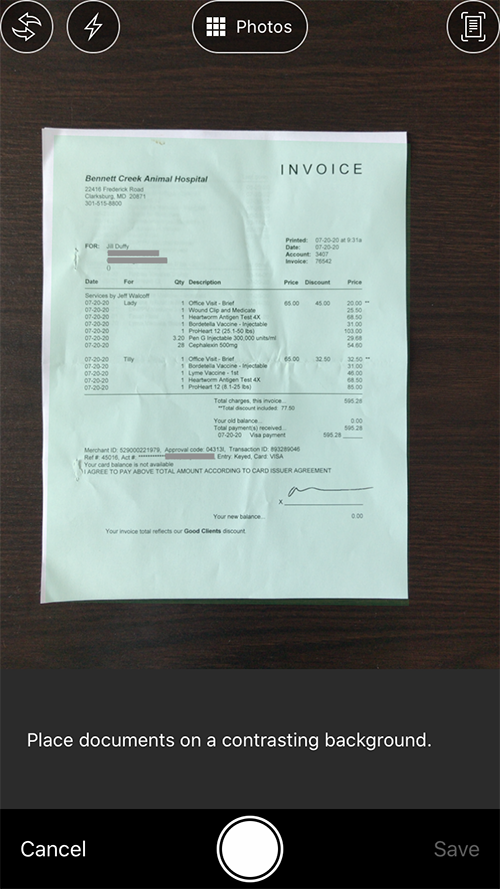 Photos
INVOICE
Bennett Creek Animal Hospital
22416 Frederick Road
Clarksburg, MD 20871
301-515-8800
Printed: 07-20-20 at 9:31a
FOR: Jill Duffy Date: 07-20-20
Account: 3407
() Invoice: 76542
Date For Qty Description Price Discount Price
Services by Jeff Walcoff
07-20-20 Lady 1 Office Visit - Brief 65.00 45.00 20.00 **
07-20-20 1 Wound Clip and Medicate 25.50
07-20-20 1 Heartworm Antigen Test 4X 68.50
07-20-20 1 Bordetella Vaccine - Injectable 31.00
07-20-20 1 ProHeart 12 (25.1-50 lbs) 103.00
07-20-20 3.20 Pen G Injectable 300,000 units/ml 29.68
07-20-20 28 Cephalexin 500mg 54.60
07-20-20 Tilly 1 Office Visit - Brief 65.00 32.50 32.50 **
07-20-20 1 Bordetella Vaccine - Injectable 31.00
07-20-20 1 Lyme Vaccine - 1st 46.00
07-20-20 1 Heartworm Antigen Test 4X 68.50
07-20-20 1 ProHeart 12 (8.1-25 lbs) 85.00
Total charges, this invoice... 595.28
**Total discount included: 77.50
Your old balance... 0.00
Total payment(s) received... 595.28
07-20-20 Visa payment 595.28
Merchant ID: 529000221979, Approval code: 04313I, Transaction ID: 893289046
Ref #: 45016, Act #: **********, Entry: Keyed, Card: VISA
Your card balance is not available
I AGREE TO PAY ABOVE TOTAL AMOUNT ACCORDING TO CARD ISSUER AGREEMENT
X
Your new balance... 0.00
Your invoice total reflects our Good Clients discount.
Place documents on a contrasting background.
Cancel Save